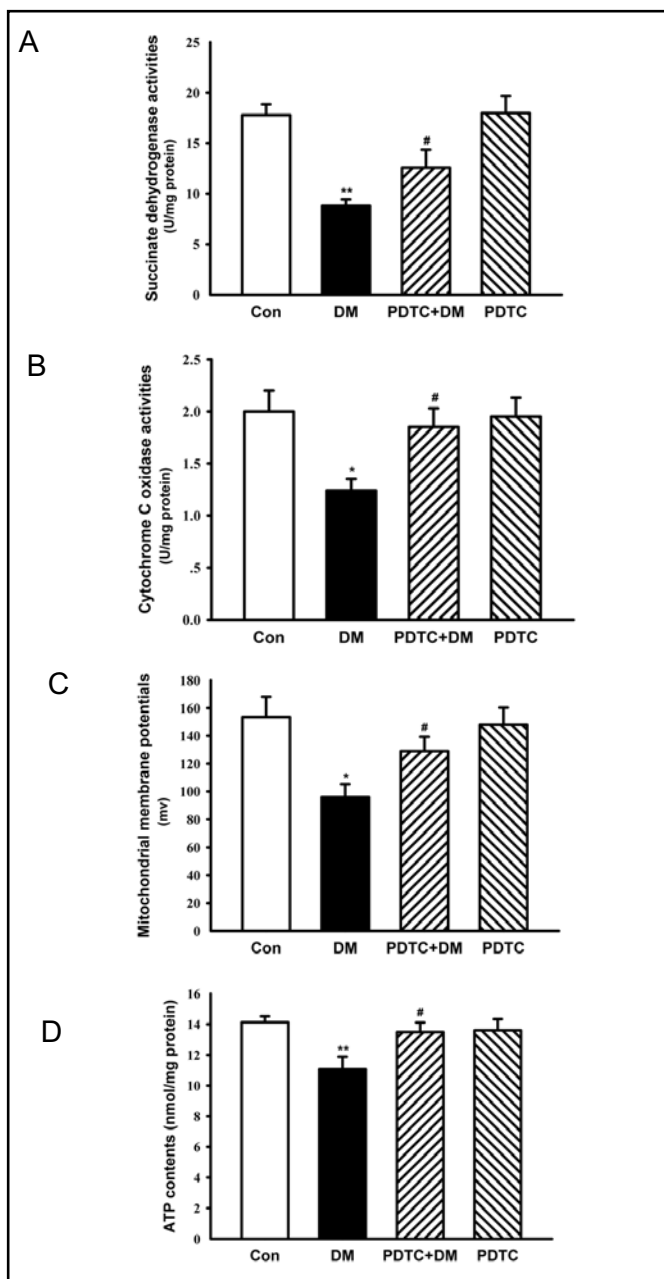 A
Succinate dehydrogenase activities
(U/mg protein)
25
20
15
10
5
0
**
#
Con DM PDTC+DM PDTC
B
Cytochrome C oxidase activities
(U/mg protein)
2.5
2.0
1.5
1.0
.5
0.0
*
#
Con DM PDTC+DM PDTC
C
Mitochondrial membrane potentials
(mv)
180
160
140
120
100
80
60
40
20
0
*
#
Con DM PDTC+DM PDTC
D
ATP contents (nmol/mg protein)
16
14
12
10
8
6
4
2
0
**
#
Con DM PDTC+DM PDTC